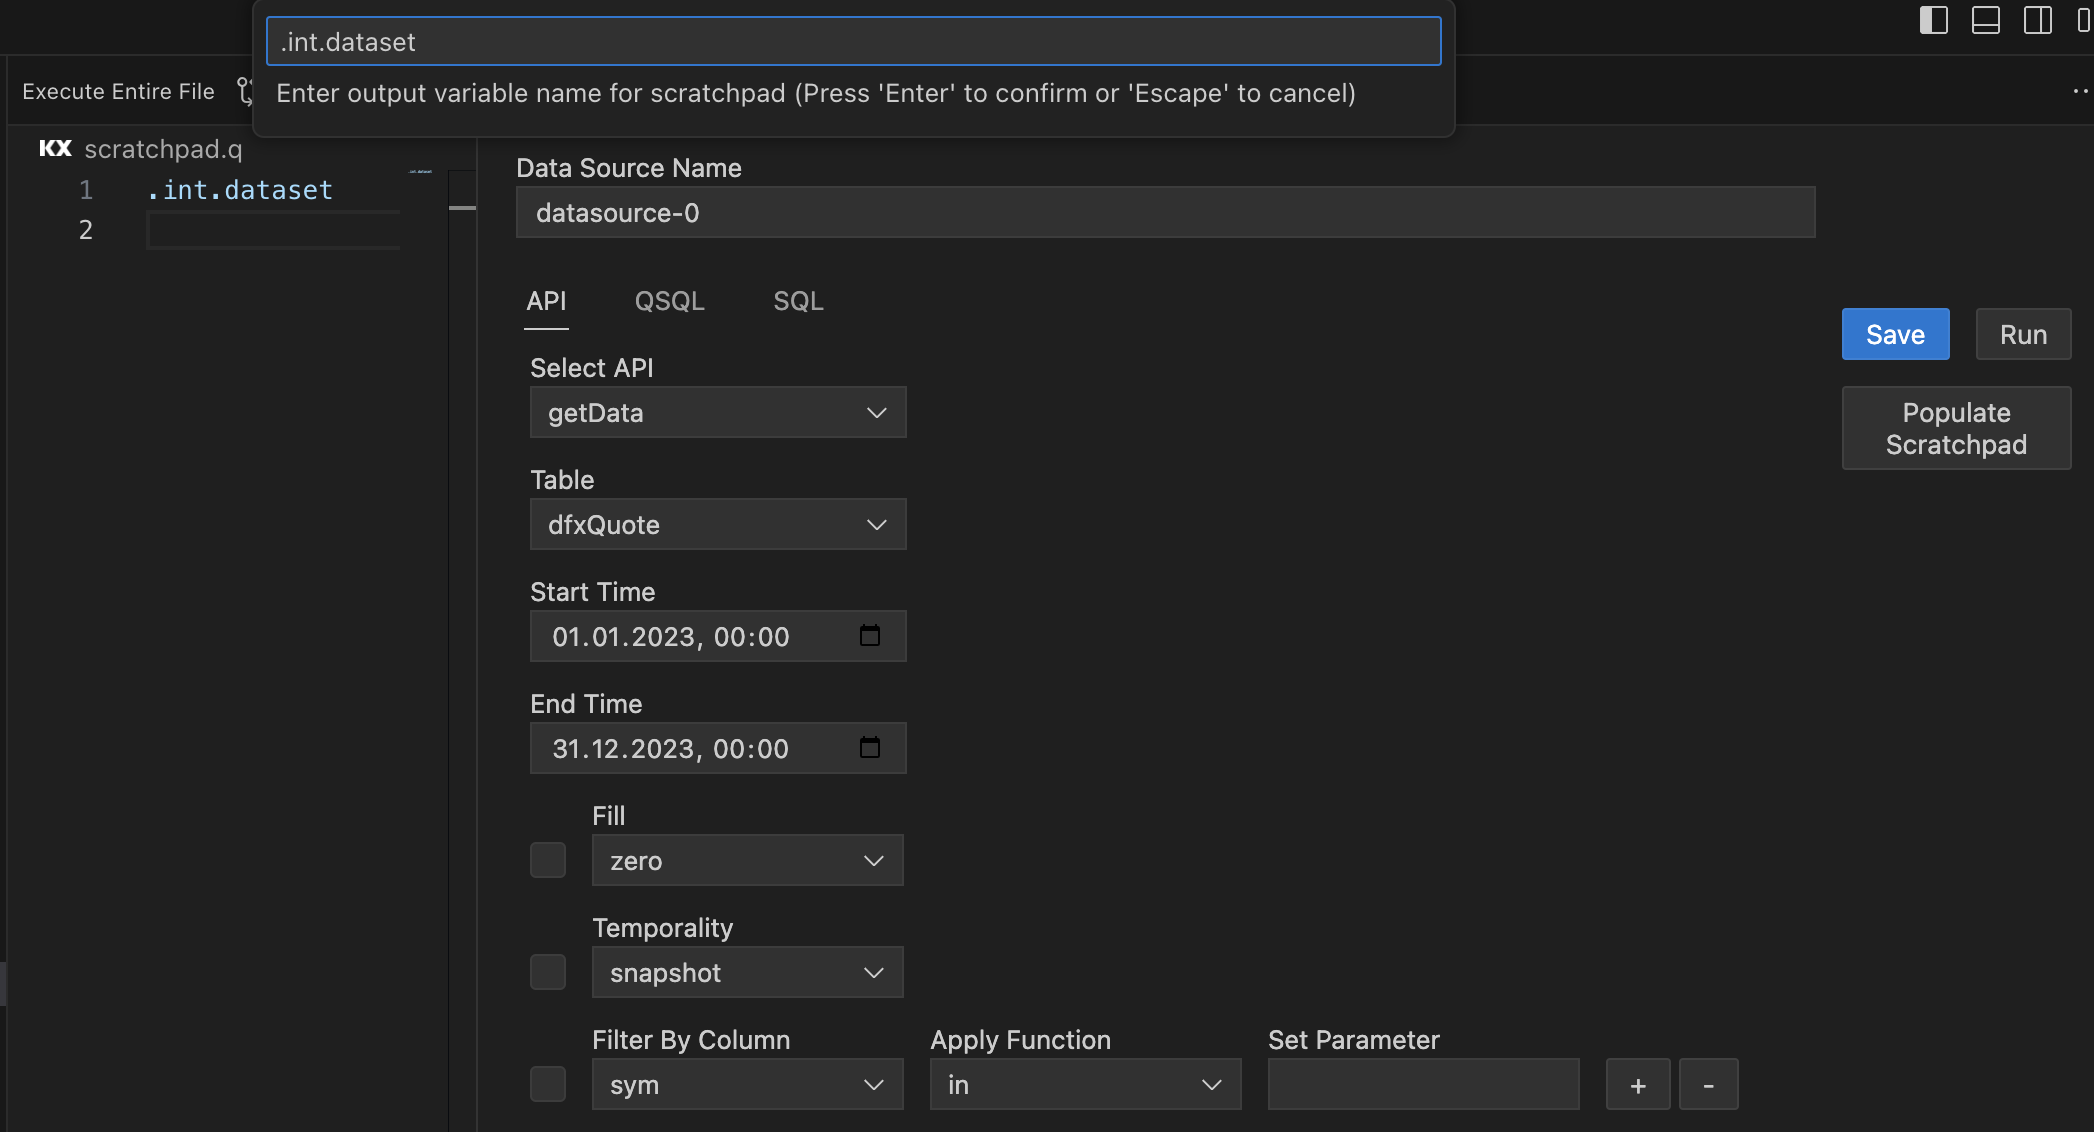 .int.dataset
Enter output variable name for scratchpad (Press 'Enter' to confirm or 'Escape' to cancel)
Execute Entire File
KX scratchpad.q
1 .int.dataset
2
Data Source Name
datasource-0
API QSQL SQL
Save Run
Populate
Scratchpad
Select API
getData
Table
dfxQuote
Start Time
01.01.2023, 00:00
End Time
31.12.2023, 00:00
Fill
zero
Temporality
snapshot
Filter By Column Apply Function Set Parameter
sym in + -